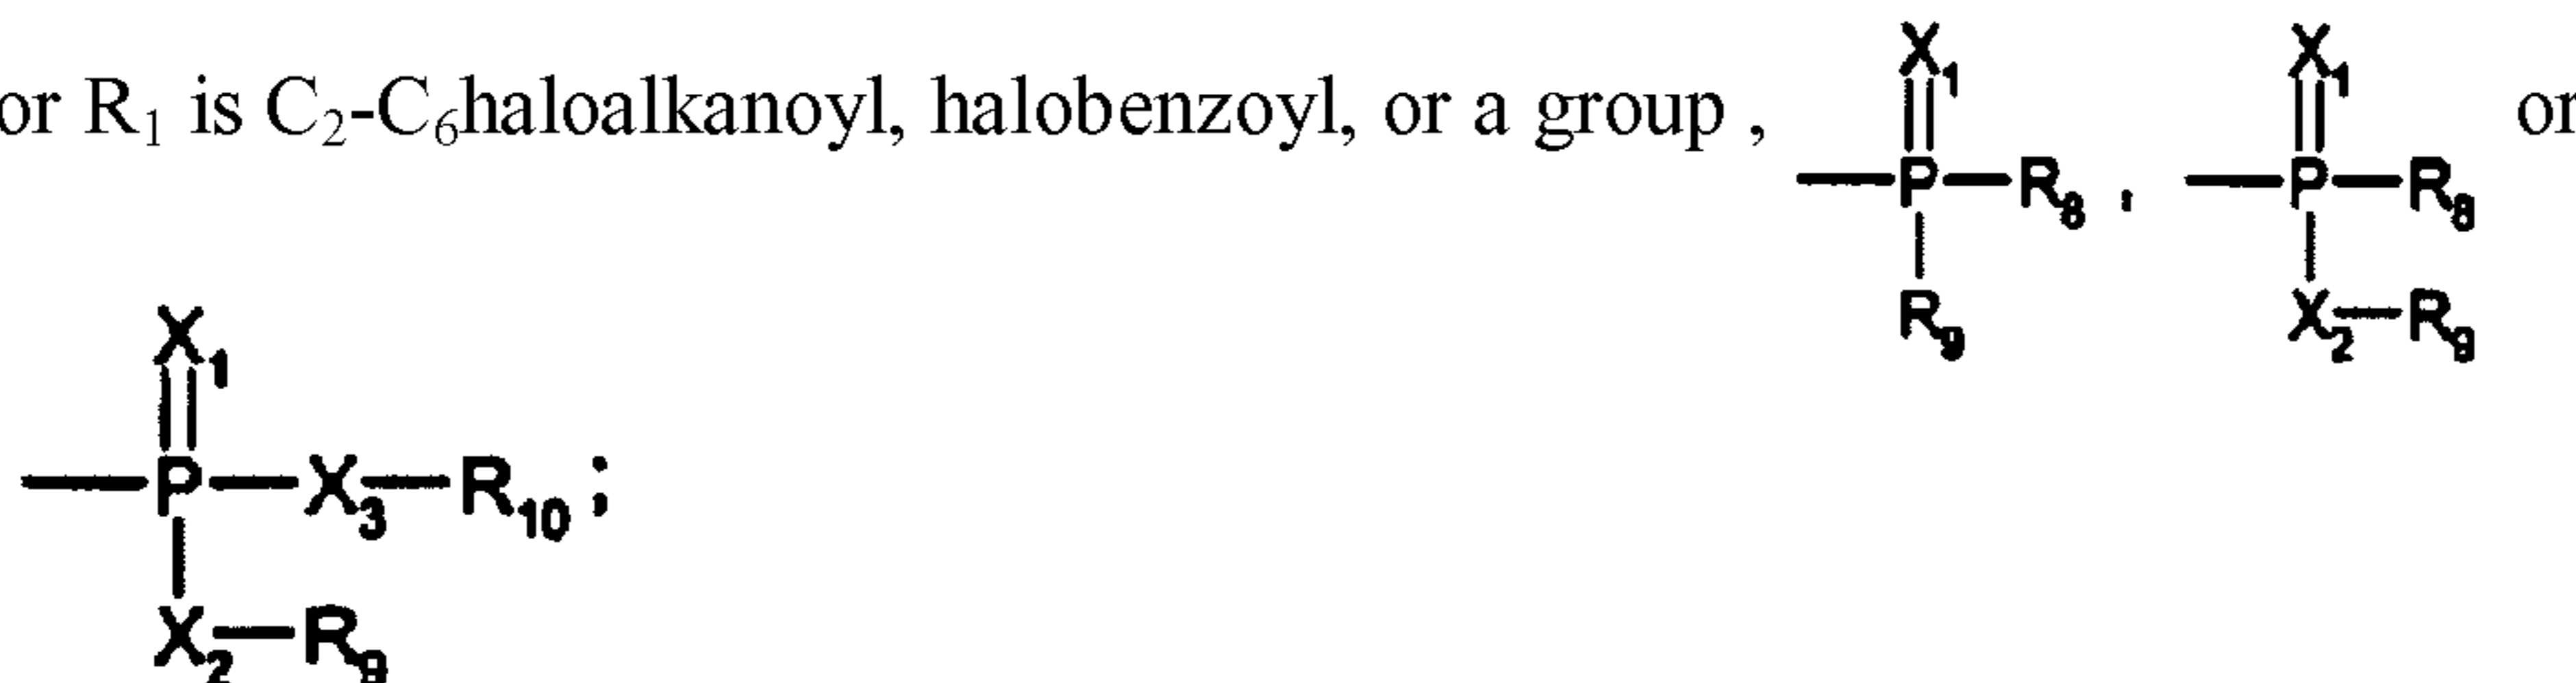 or R₁ is C₂-C₆haloalkanoyl, halobenzoyl, or a group , X₁ X₁ or
P R₈ , P R₈
R₉ X₂ R₉
X₁
P X₃ R₁₀ ;
X₂ R₉